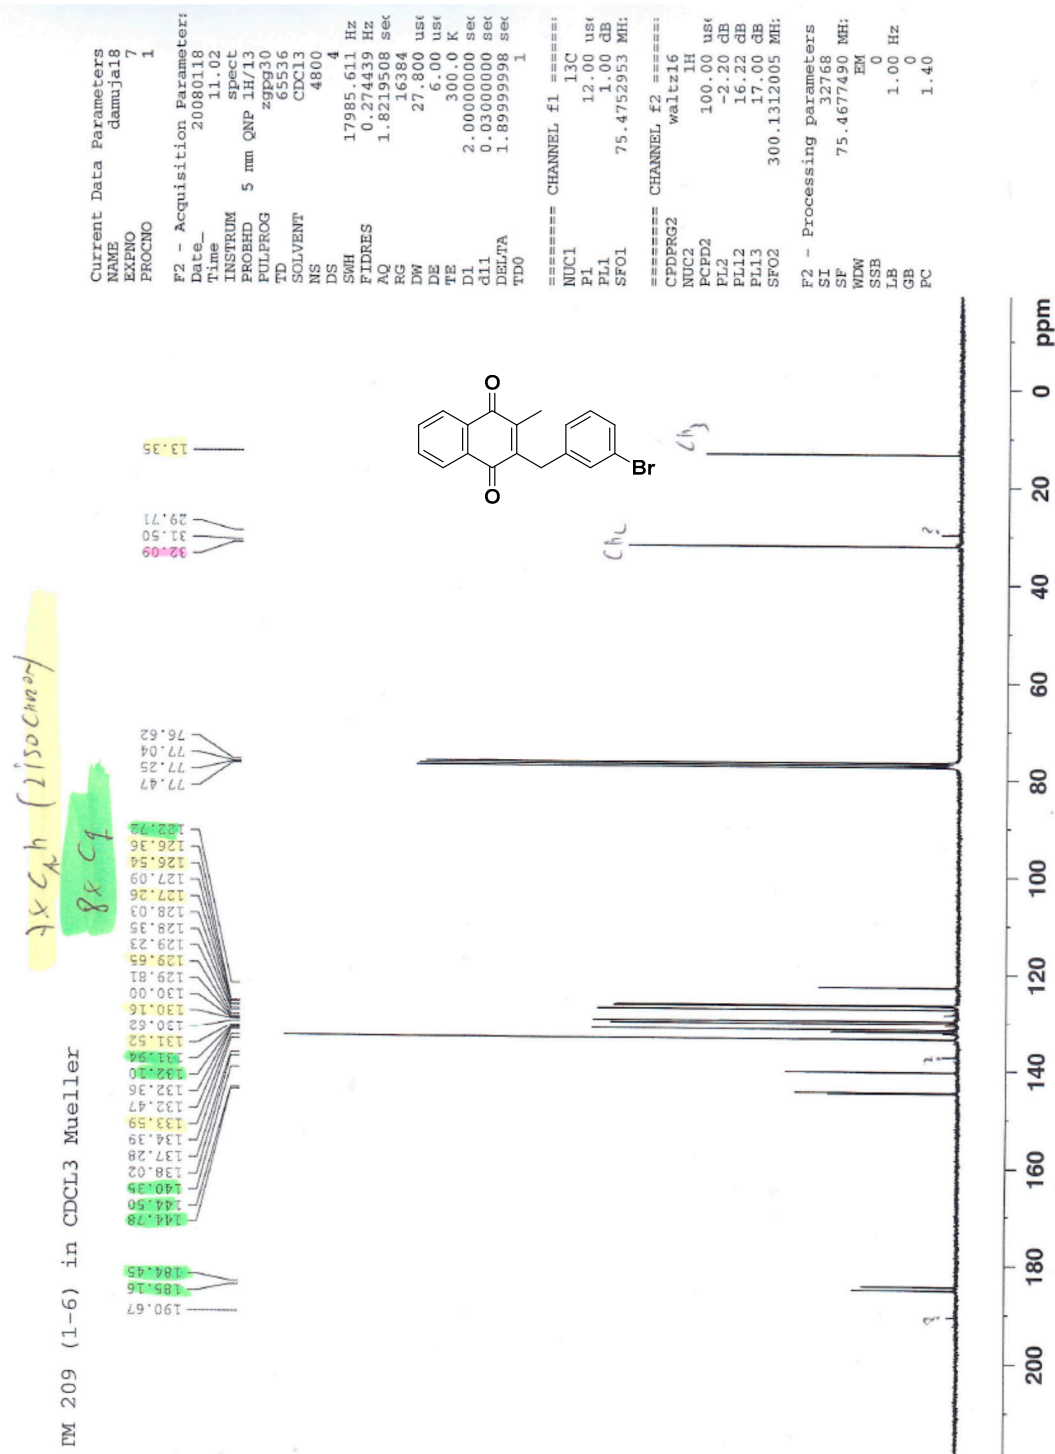 Current Data Parameters
NAME damuja18
EXPNO 7
PROCNO 1
F2 - Acquisition Parameters
Date_ 20080118
Time 11.02
INSTRUM spect
PROBHD 5 mm QNP 1H/13
PULPROG zgpg30
TD 65536
SOLVENT CDCl3
NS 4800
DS 4
SWH 17985.611 Hz
FIDRES 0.274439 Hz
AQ 1.8219508 sec
RG 16384
DW 27.800 use
DE 6.00 use
TE 300.0 K
D1 2.00000000 sec
d11 0.03000000 sec
DELTA 1.89999998 sec
TD0 1
======== CHANNEL f1 ========
NUC1 13C
P1 12.00 use
PL1 1.00 dB
SFO1 75.4752953 MHz
======== CHANNEL f2 ========
CPDPRG2 waltz16
NUC2 1H
PCPD2 100.00 use
PL2 -2.20 dB
PL12 16.22 dB
PL13 17.00 dB
SFO2 300.1312005 MHz
F2 - Processing parameters
SI 32768
SF 75.4677490 MHz
WDW EM
SSB 0
LB 1.00 Hz
GB 0
PC 1.40
8x Cq
TM 209 (1-6) in CDCL3 Mueller
190.67
185.16
184.45
144.78
144.50
140.35
138.02
137.28
134.39
133.59
132.47
132.36
132.10
131.94
131.52
130.62
130.16
130.00
129.81
129.65
129.23
128.35
128.03
127.26
127.09
126.54
126.36
122.72
77.47
77.25
77.04
76.62
32.09
31.50
29.71
13.35
O
O
Br
CH3
CH2
?
?
?
200
180
160
140
120
100
80
60
40
20
0
ppm